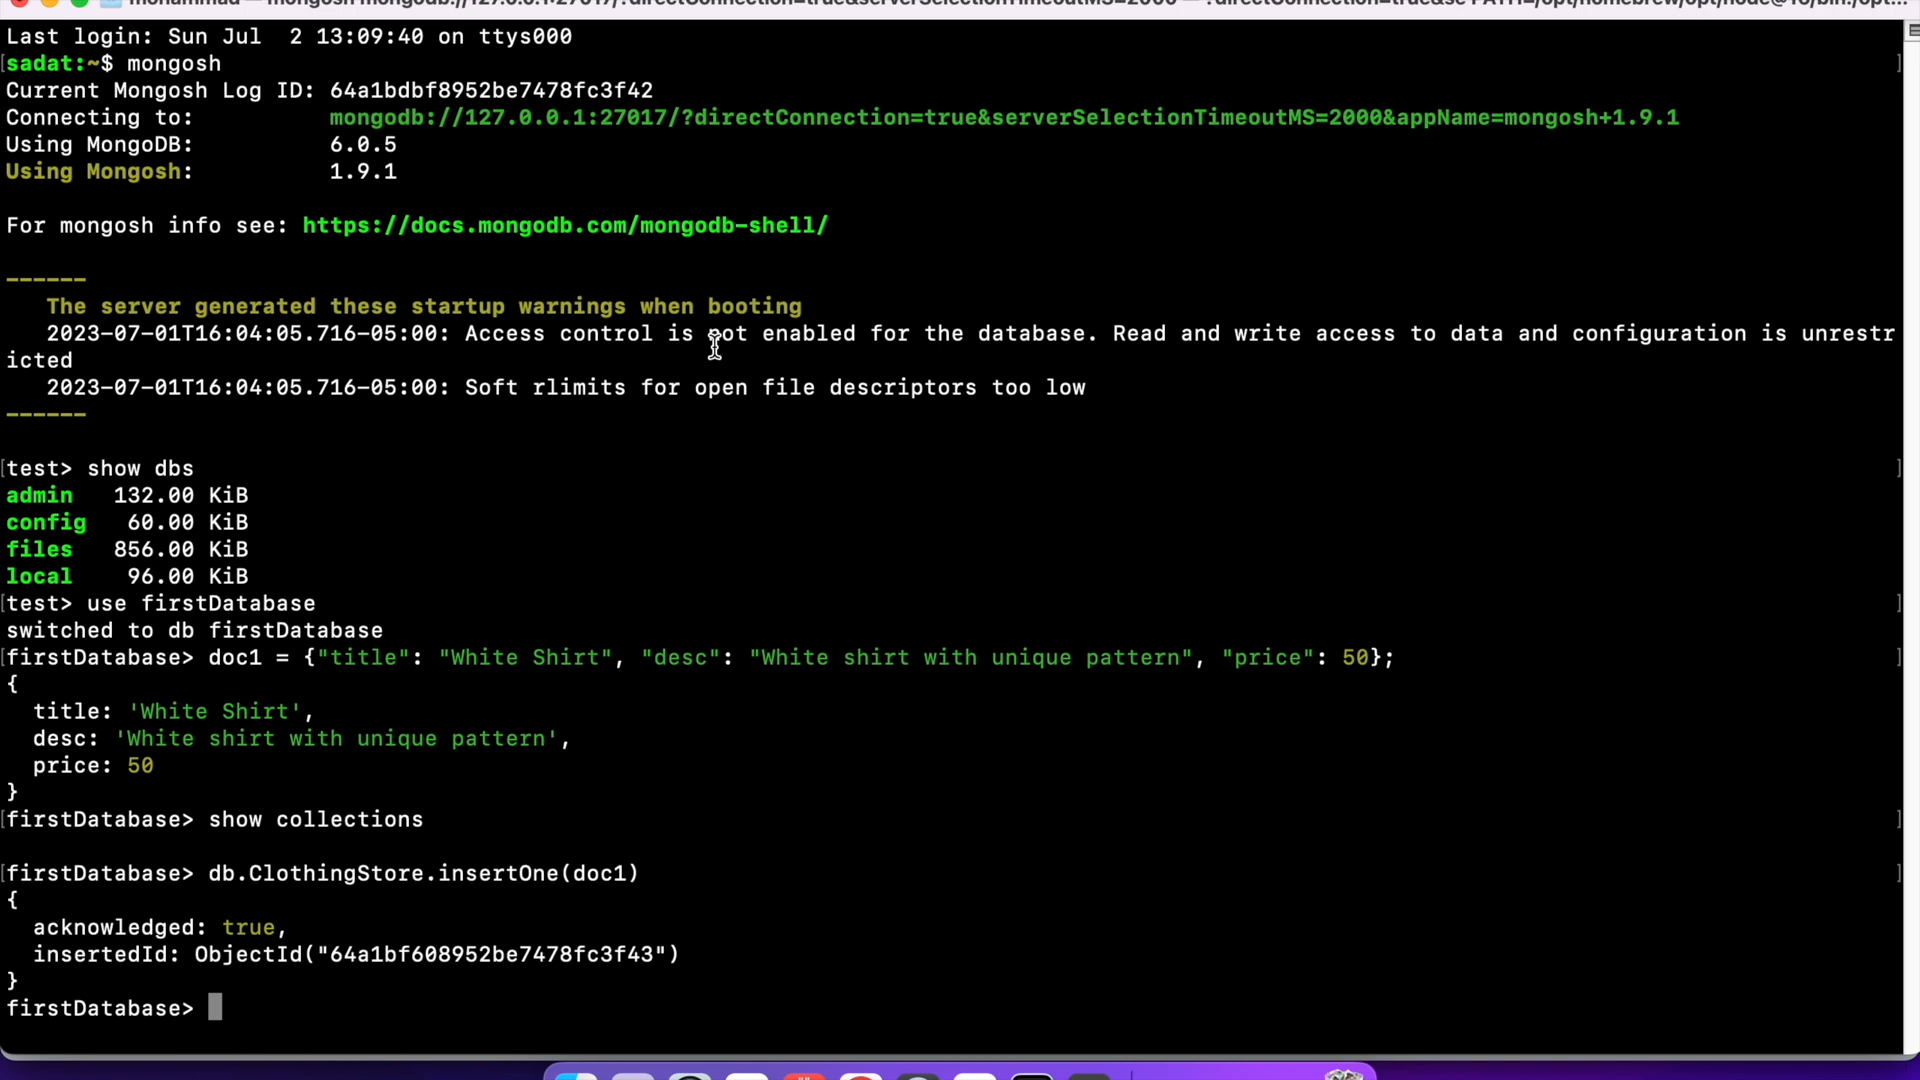 Last login: Sun Jul  2 13:09:40 on ttys000
sadat:~$ mongosh
Current Mongosh Log ID: 64a1bdbf8952be7478fc3f42
Connecting to:          mongodb://127.0.0.1:27017/?directConnection=true&serverSelectionTimeoutMS=2000&appName=mongosh+1.9.1
Using MongoDB:          6.0.5
Using Mongosh:          1.9.1
For mongosh info see: https://docs.mongodb.com/mongodb-shell/
------
   The server generated these startup warnings when booting
   2023-07-01T16:04:05.716-05:00: Access control is not enabled for the database. Read and write access to data and configuration is unrestr
icted
   2023-07-01T16:04:05.716-05:00: Soft rlimits for open file descriptors too low
------
test> show dbs
admin   132.00 KiB
config   60.00 KiB
files   856.00 KiB
local    96.00 KiB
test> use firstDatabase
switched to db firstDatabase
firstDatabase> doc1 = {"title": "White Shirt", "desc": "White shirt with unique pattern", "price": 50};
{
  title: 'White Shirt',
  desc: 'White shirt with unique pattern',
  price: 50
}
firstDatabase> show collections
firstDatabase> db.ClothingStore.insertOne(doc1)
{
  acknowledged: true,
  insertedId: ObjectId("64a1bf608952be7478fc3f43")
}
firstDatabase>